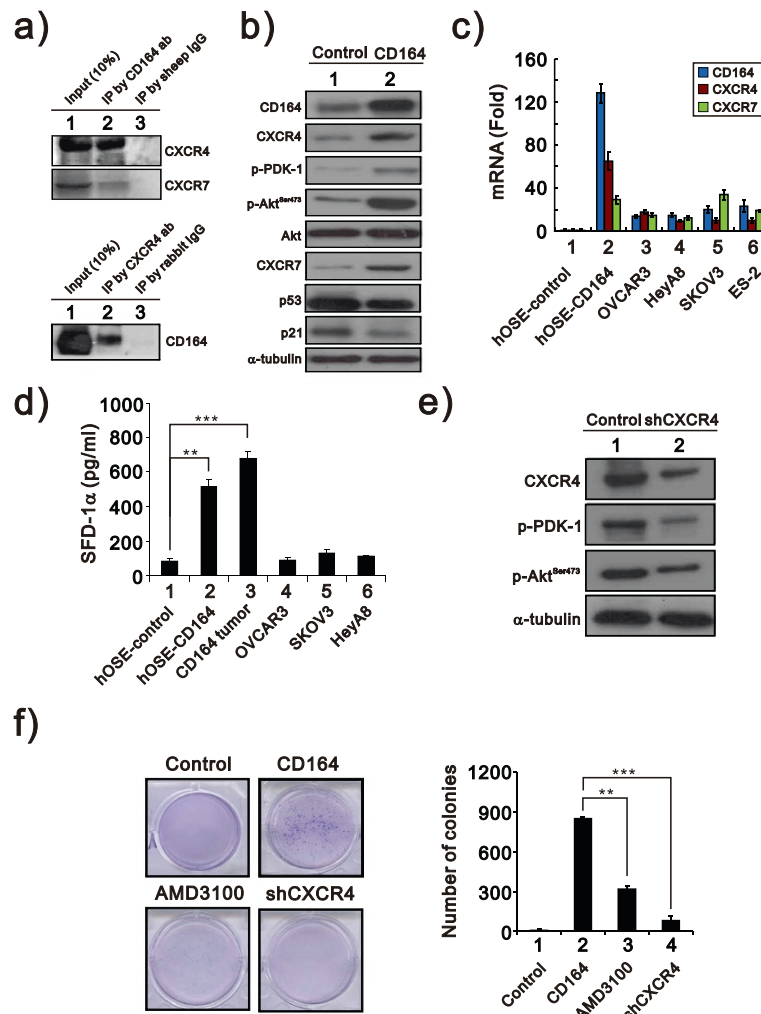 a)
Input (10%)
IP by CD164 ab
IP by sheep IgG
1 2 3
CXCR4
CXCR7
Input (10%)
IP by CXCR4 ab
IP by rabbit IgG
1 2 3
CD164
b)
Control CD164
1 2
CD164
CXCR4
p-PDK-1
p-AktSer473
Akt
CXCR7
p53
p21
α-tubulin
c)
mRNA (Fold)
160
120
80
40
0
CD164
CXCR4
CXCR7
1 2 3 4 5 6
hOSE-control
hOSE-CD164
OVCAR3
HeyA8
SKOV3
ES-2
d)
SFD-1α (pg/ml)
1000
800
600
400
200
0
***
**
1 2 3 4 5 6
hOSE-control
hOSE-CD164
CD164 tumor
OVCAR3
SKOV3
HeyA8
e)
Control shCXCR4
1 2
CXCR4
p-PDK-1
p-AktSer473
α-tubulin
f)
Control CD164
AMD3100 shCXCR4
Number of colonies
1200
900
600
300
0
***
**
1 2 3 4
Control
CD164
AMD3100
shCXCR4